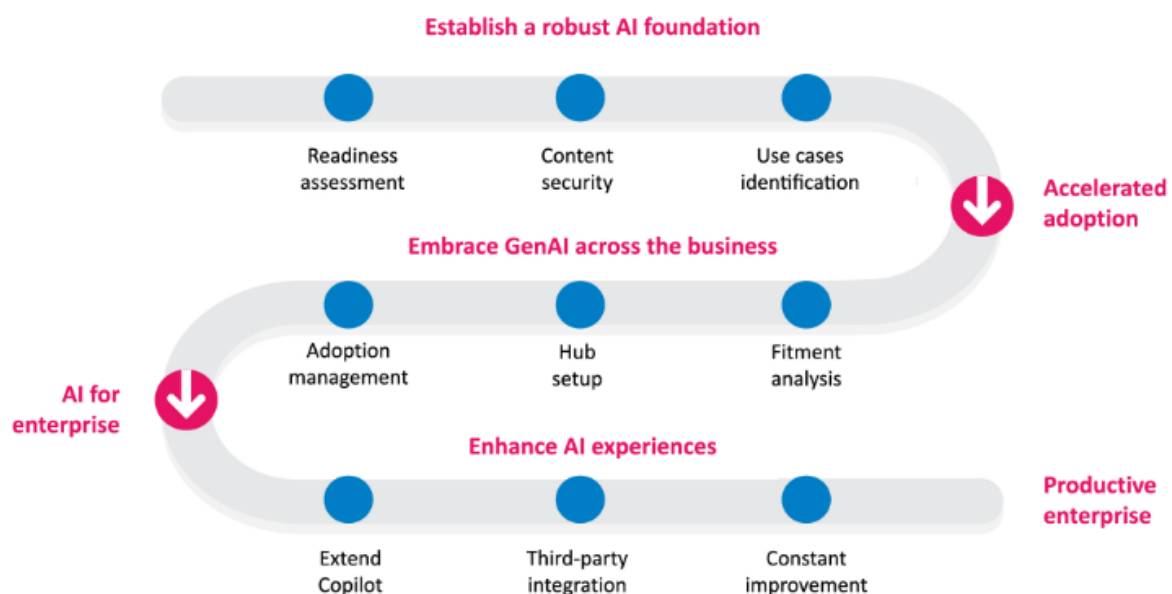 Establish a robust AI foundation
Readiness
assessment
Content
security
Use cases
identification
Accelerated
adoption
Embrace GenAI across the business
Adoption
management
Hub
setup
Fitment
analysis
AI for
enterprise
Enhance AI experiences
Extend
Copilot
Third-party
integration
Constant
improvement
Productive
enterprise